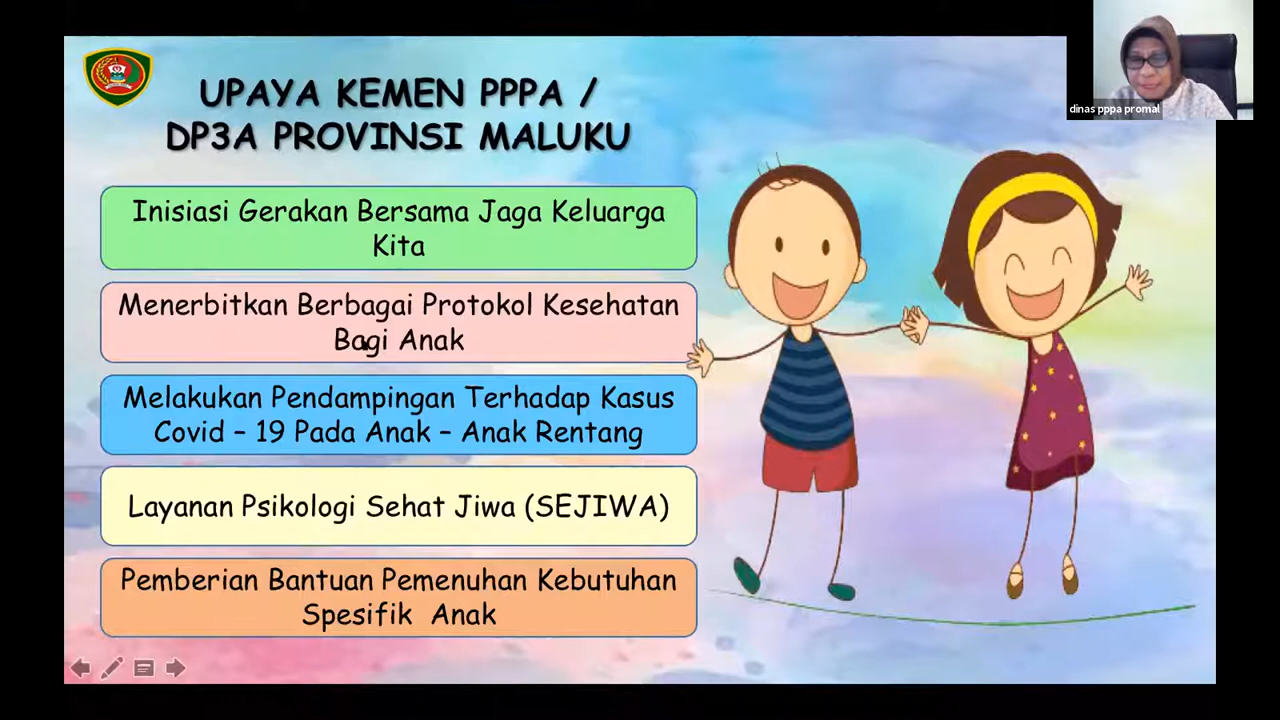 UPAYA KEMEN PPPA /
DP3A PROVINSI MALUKU
Inisiasi Gerakan Bersama Jaga Keluarga
Kita
Menerbitkan Berbagai Protokol Kesehatan
Bagi Anak
Melakukan Pendampingan Terhadap Kasus
Covid – 19 Pada Anak – Anak Rentang
Layanan Psikologi Sehat Jiwa (SEJIWA)
Pemberian Bantuan Pemenuhan Kebutuhan
Spesifik  Anak
dinas pppa promal